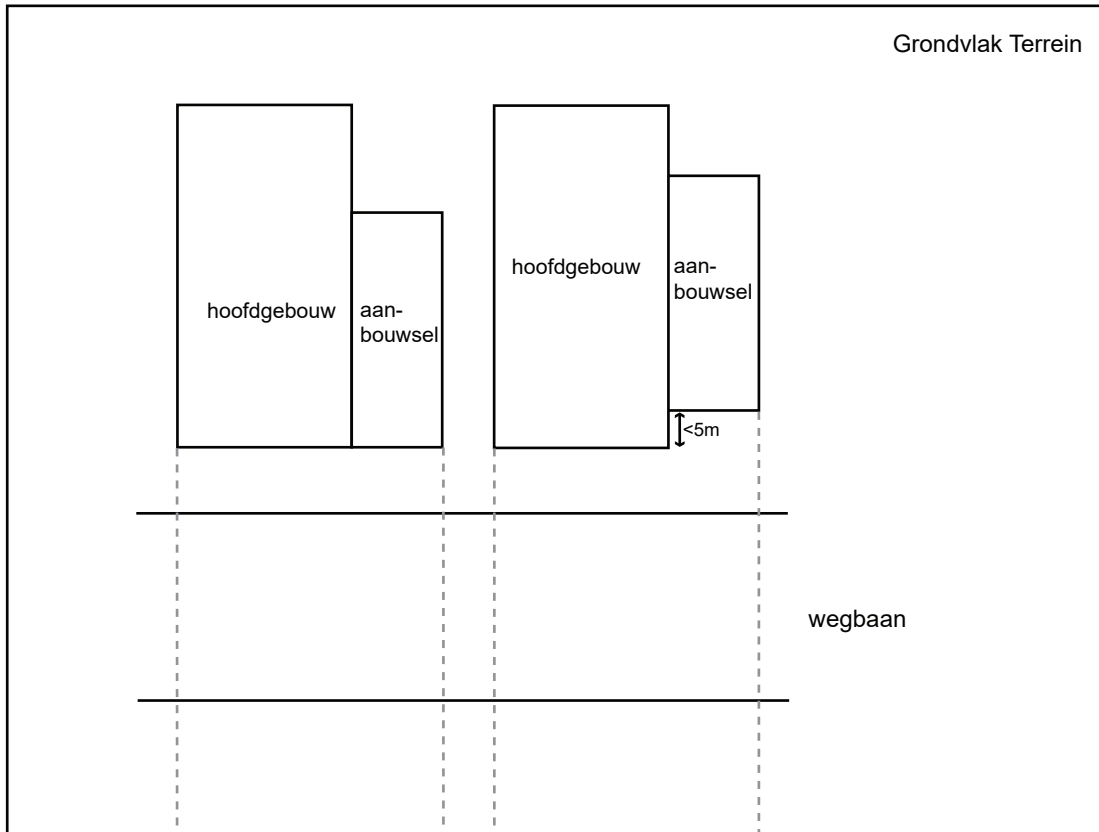 Grondvlak Terrein
hoofdgebouw
aan-
bouwsel
hoofdgebouw
aan-
bouwsel
<5m
wegbaan